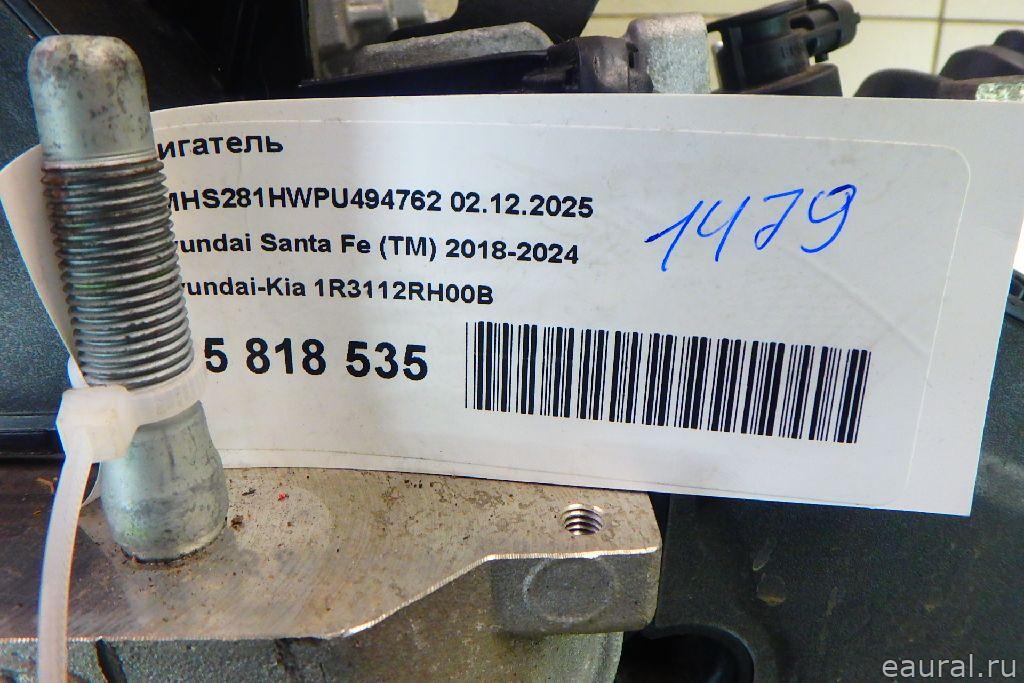 игатель
MHS281HWPU494762 02.12.2025
yundai Santa Fe (TM) 2018-2024
yundai-Kia 1R3112RH00B
5 818 535
1479
eaural.ru